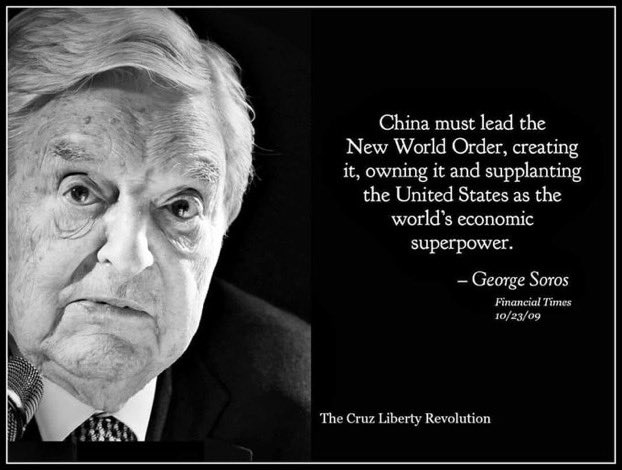 China must lead the
New World Order, creating
it, owning it and supplanting
the United States as the
world's economic
superpower.
– George Soros
Financial Times
10/23/09
The Cruz Liberty Revolution